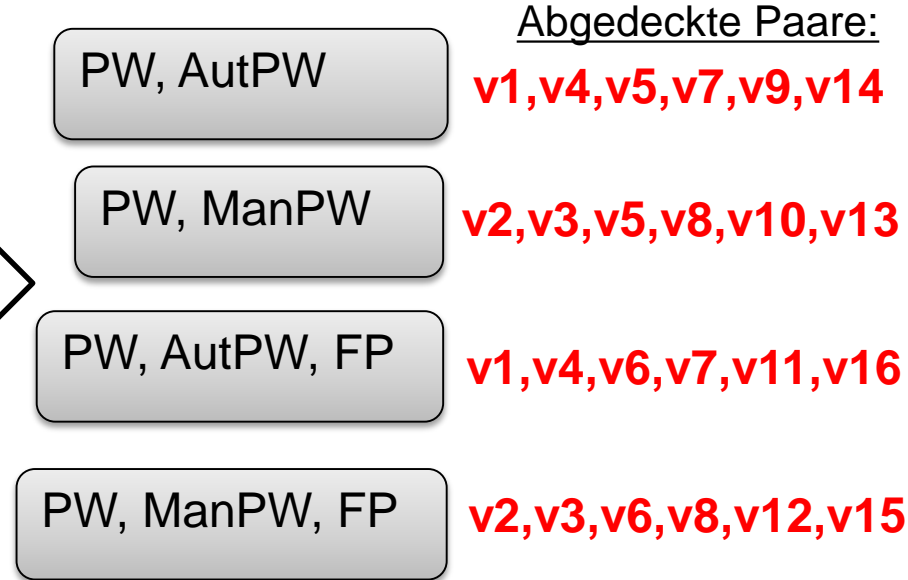 Abgedeckte Paare:
PW, AutPW
v1,v4,v5,v7,v9,v14
PW, ManPW
v2,v3,v5,v8,v10,v13
PW, AutPW, FP
v1,v4,v6,v7,v11,v16
PW, ManPW, FP
v2,v3,v6,v8,v12,v15